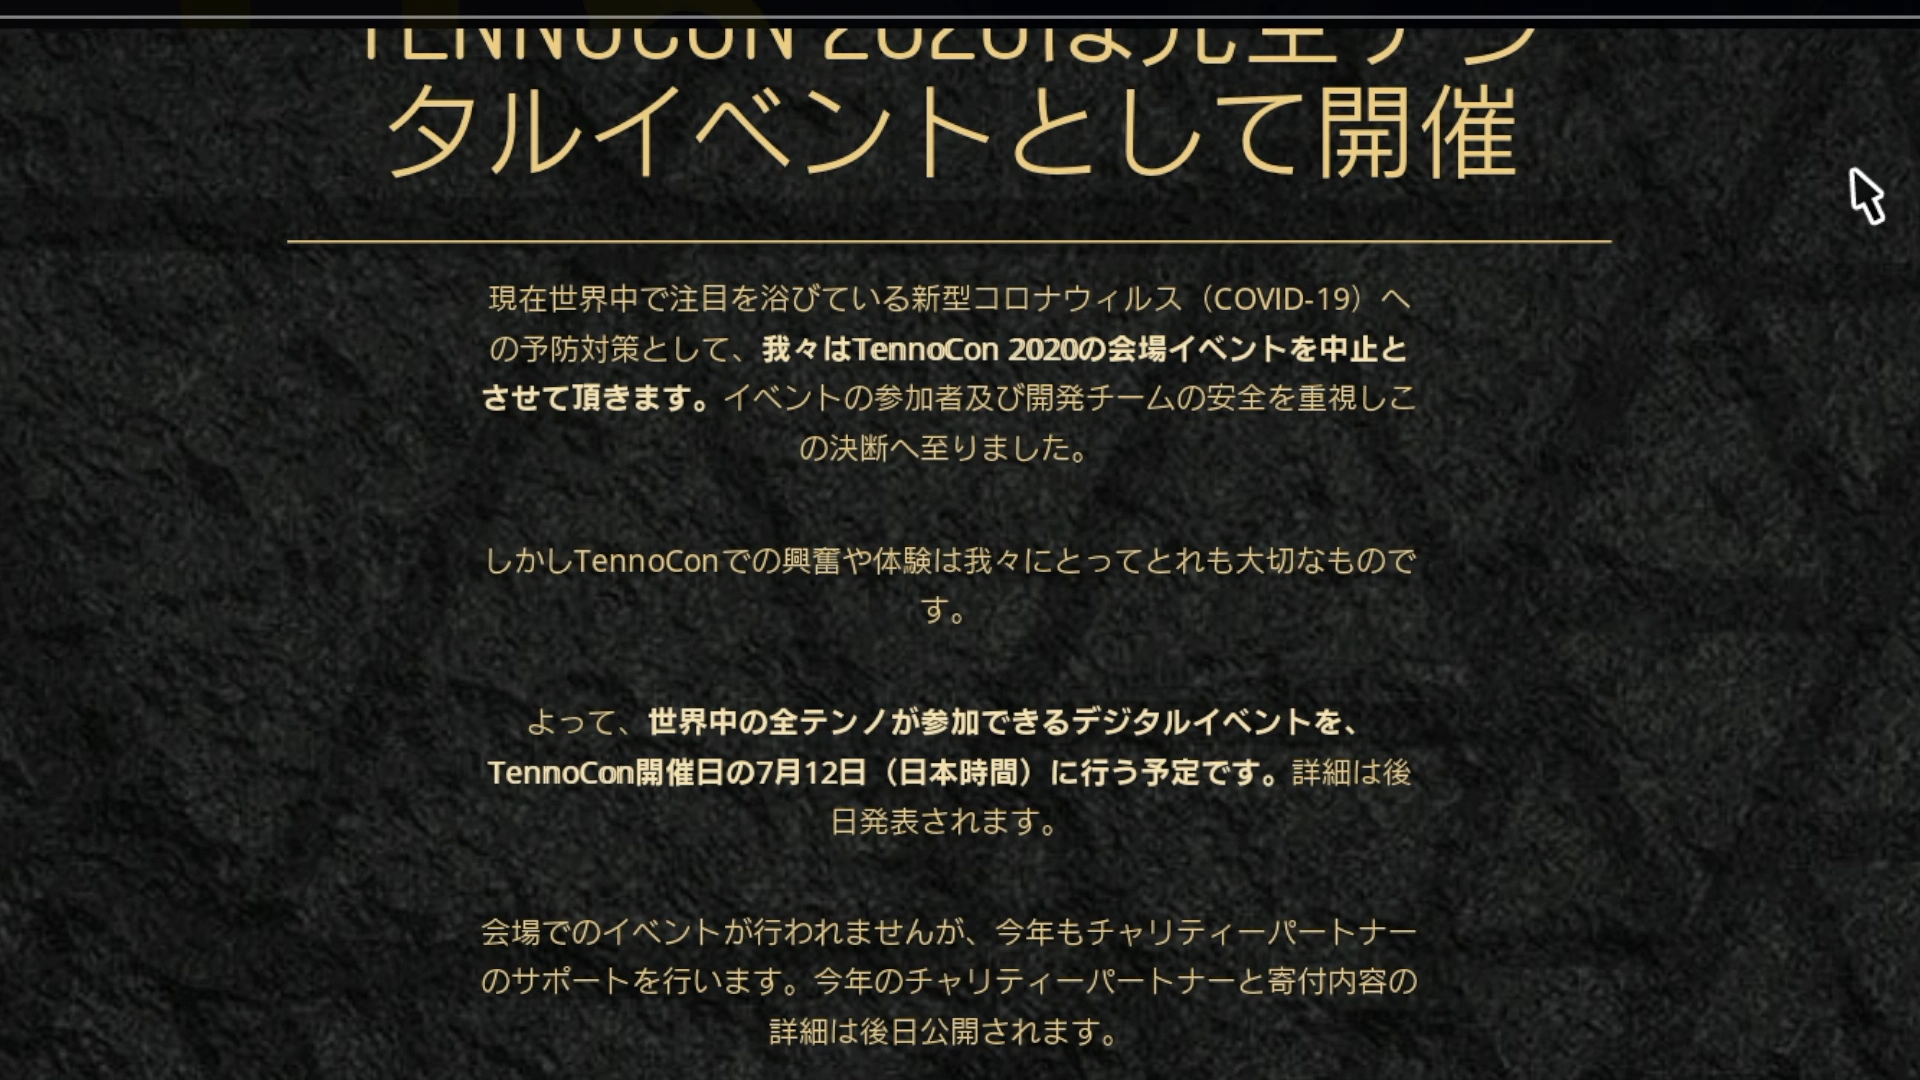 TENNOCON 2020は完全デジ
タルイベントとして開催
現在世界中で注目を浴びている新型コロナウィルス（COVID-19）へ
の予防対策として、我々はTennoCon 2020の会場イベントを中止と
させて頂きます。イベントの参加者及び開発チームの安全を重視しこ
の決断へ至りました。
しかしTennoConでの興奮や体験は我々にとってとれも大切なもので
す。
よって、世界中の全テンノが参加できるデジタルイベントを、
TennoCon開催日の7月12日（日本時間）に行う予定です。詳細は後
日発表されます。
会場でのイベントが行われませんが、今年もチャリティーパートナー
のサポートを行います。今年のチャリティーパートナーと寄付内容の
詳細は後日公開されます。